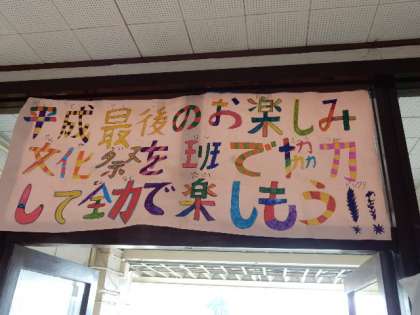 平成最後のお楽しみ
文化祭を班で協力
して全力で楽しもう!!